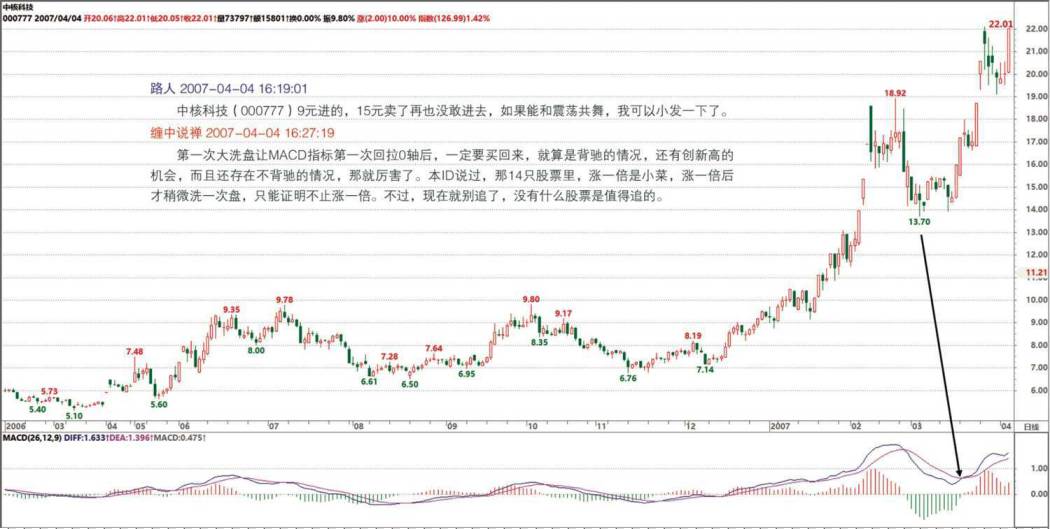 中核科技
000777 2007/04/04 开20.06↑高22.01↑低20.05↑收22.01↑量73797↑额15801↑换0.00% 振9.80% 涨(2.00)10.00% 指数(126.99)1.42%
22.01
22.00
21.00
20.00
路人 2007-04-04 16:19:01
18.92
19.00
中核科技（000777）9元进的，15元卖了再也没敢进去，如果能和震荡共舞，我可以小发一下了。
18.00
缠中说禅 2007-04-04 16:27:19
17.00
第一次大洗盘让MACD指标第一次回拉0轴后，一定要买回来，就算是背驰的情况，还有创新高的
16.00
机会，而且还存在不背驰的情况，那就厉害了。本ID说过，那14只股票里，涨一倍是小菜，涨一倍后
15.00
才稍微洗一次盘，只能证明不止涨一倍。不过，现在就别追了，没有什么股票是值得追的。
14.00
13.70
13.00
12.00
11.21
11.00
10.00
9.35 9.78 9.80 9.17
9.00
7.48 8.00 7.28 7.64 8.35 8.19
8.00
7.00
6.61 6.50 6.95 6.76 7.14
6.00
5.73 5.40 5.10 5.60
2006 03 04 05 06 07 08 09 10 11 12 2007 02 03 04 日线
MACD(26,12,9) DIFF:1.633↑DEA:1.396↑MACD:0.475↑
1.00
0.00